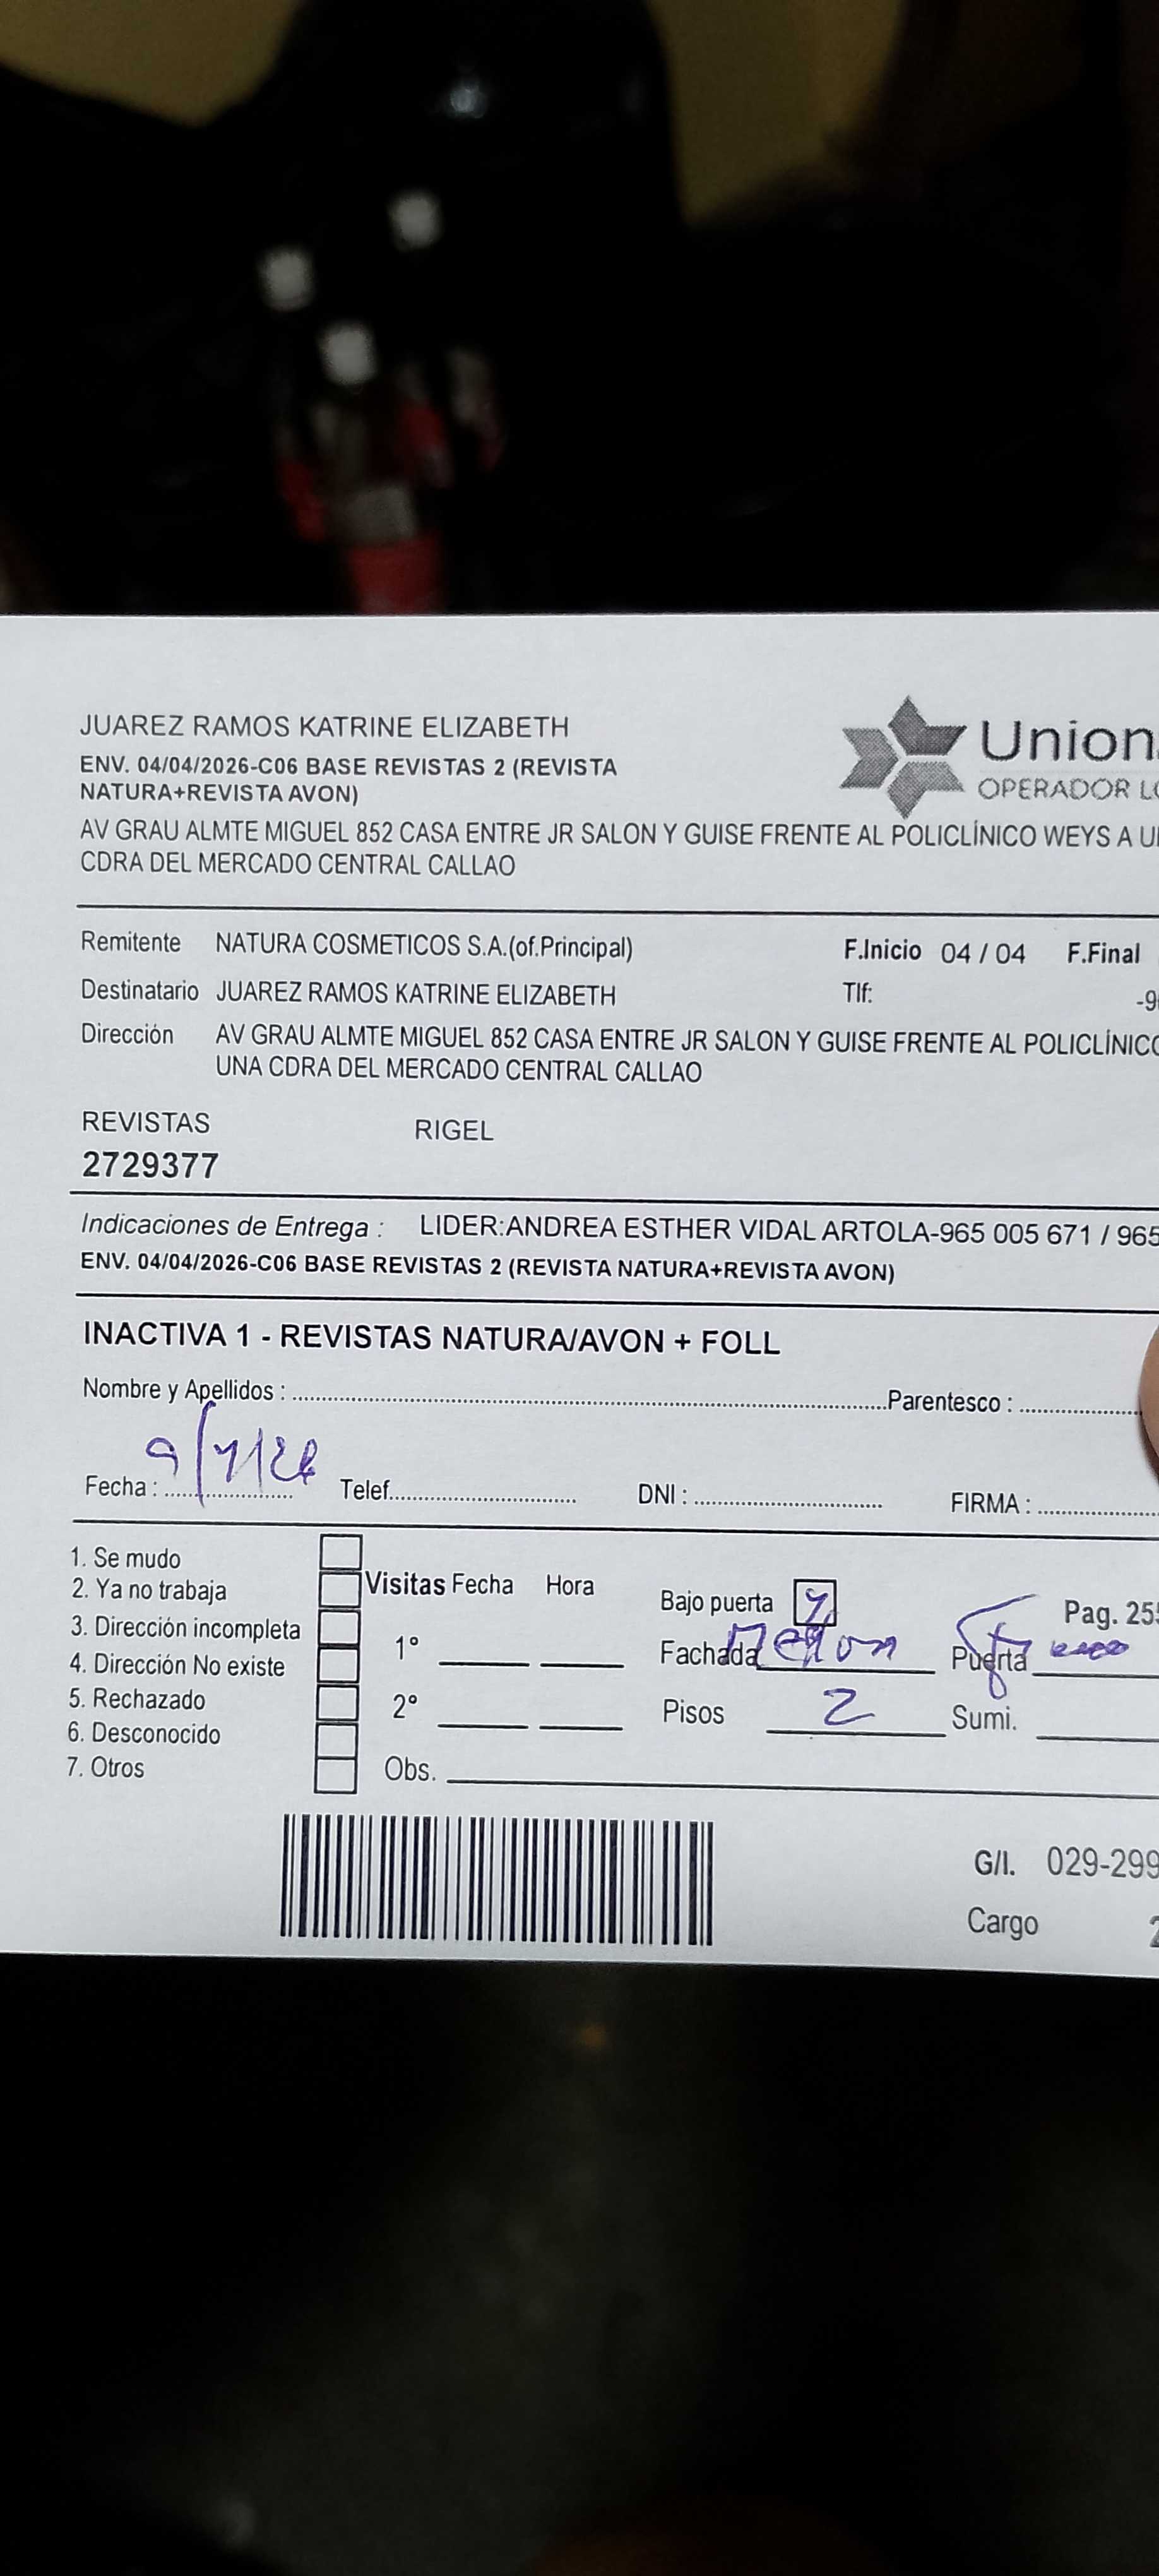 JUAREZ RAMOS KATRINE ELIZABETH
ENV. 04/04/2026-C06 BASE REVISTAS 2 (REVISTA
NATURA+REVISTA AVON)
AV GRAU ALMTE MIGUEL 852 CASA ENTRE JR SALON Y GUISE FRENTE AL POLICLÍNICO WEYS A
CDRA DEL MERCADO CENTRAL CALLAO
Union
OPERADOR
Remitente NATURA COSMETICOS S.A.(of.Principal) F.Inicio 04 / 04 F.Final
Destinatario JUAREZ RAMOS KATRINE ELIZABETH Tlf:
Dirección AV GRAU ALMTE MIGUEL 852 CASA ENTRE JR SALON Y GUISE FRENTE AL POLICLÍNICO
UNA CDRA DEL MERCADO CENTRAL CALLAO
REVISTAS RIGEL
2729377
Indicaciones de Entrega : LIDER:ANDREA ESTHER VIDAL ARTOLA-965 005 671 / 965
ENV. 04/04/2026-C06 BASE REVISTAS 2 (REVISTA NATURA+REVISTA AVON)
INACTIVA 1 - REVISTAS NATURA/AVON + FOLL
Nombre y Apellidos : Parentesco :
Fecha : Telef. DNI : FIRMA :
1. Se mudo
2. Ya no trabaja
3. Dirección incompleta
4. Dirección No existe
5. Rechazado
6. Desconocido
7. Otros
Visitas Fecha Hora
1°
2°
Obs.
Bajo puerta Pag. 255
Fachada Puerta
Pisos 2 Sumi.
G/I. 029-299
Cargo